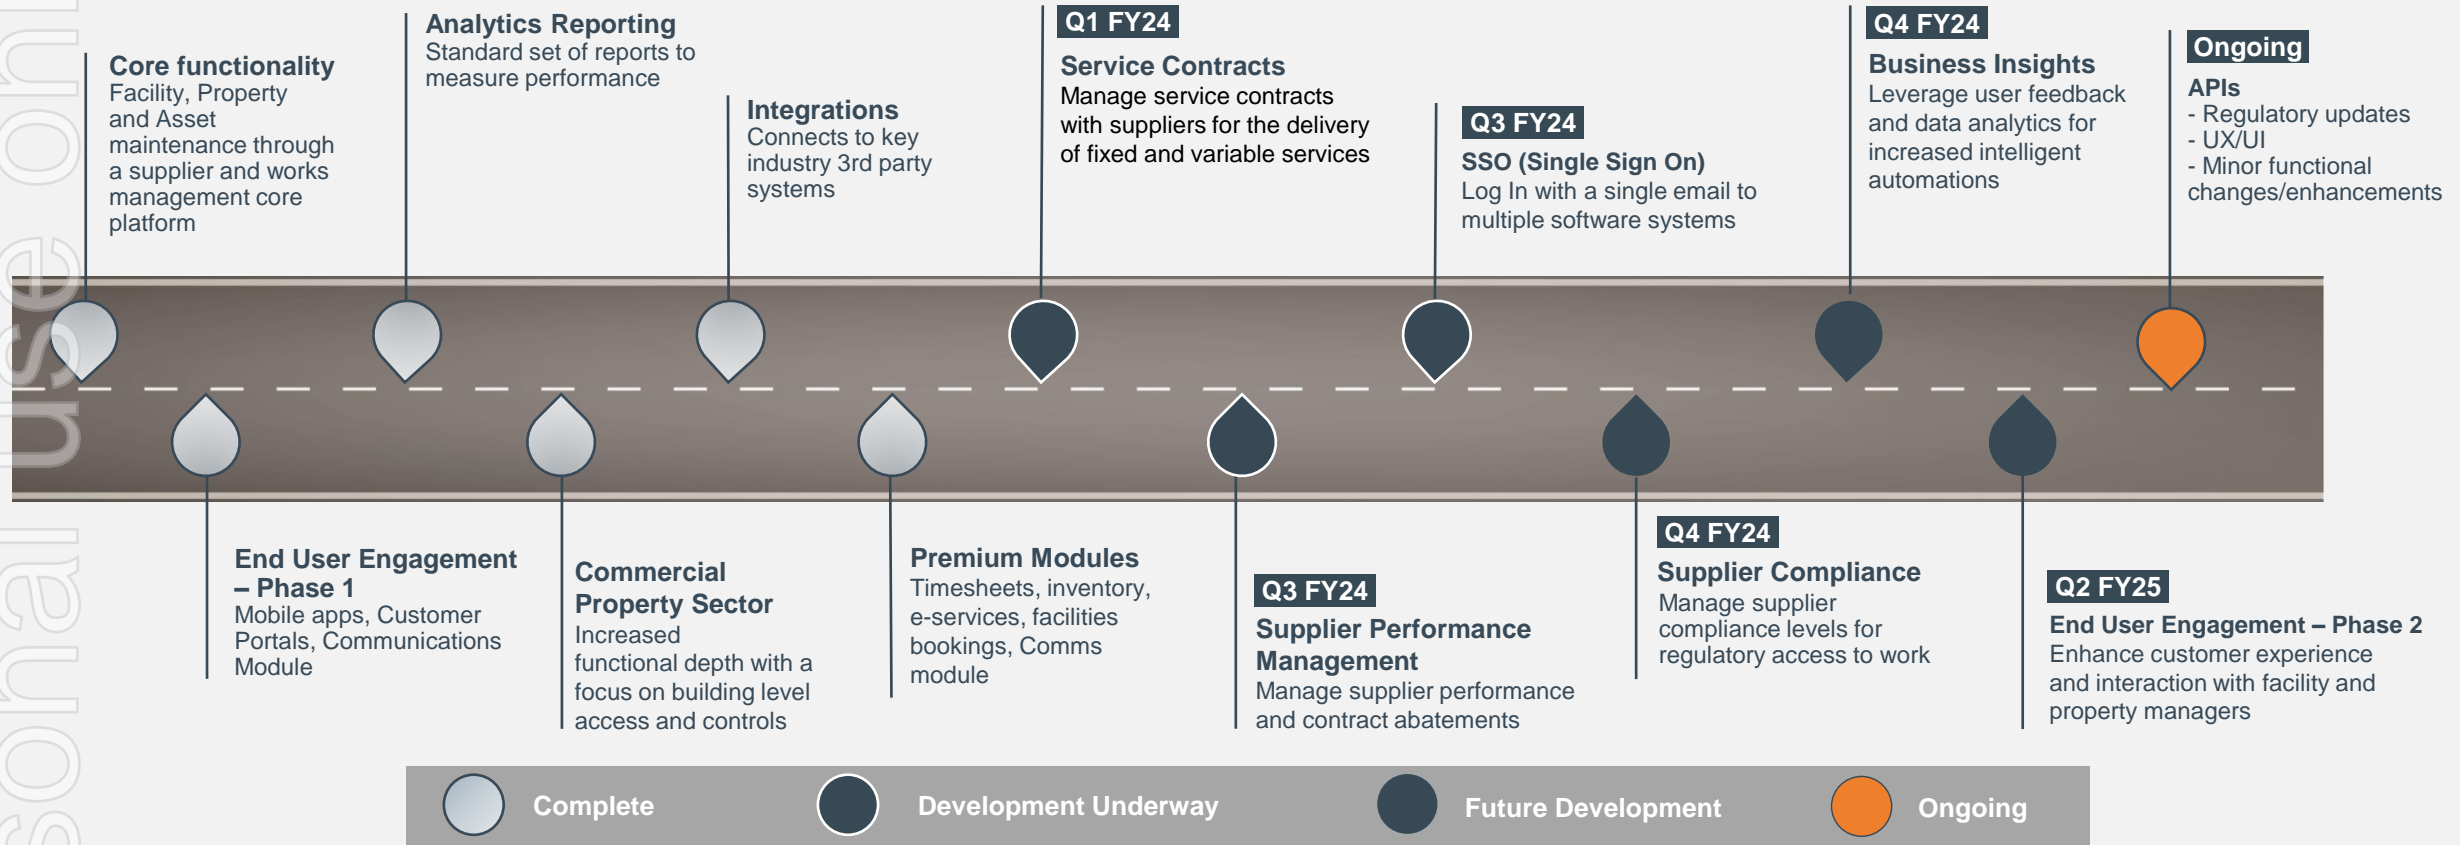 Core functionality
Facility, Property
and Asset
maintenance through
a supplier and works
management core
platform
Analytics Reporting
Standard set of reports to
measure performance
Integrations
Connects to key
industry 3rd party
systems
Q1 FY24
Service Contracts
Manage service contracts
with suppliers for the delivery
of fixed and variable services
Q3 FY24
SSO (Single Sign On)
Log In with a single email to
multiple software systems
Q4 FY24
Business Insights
Leverage user feedback
and data analytics for
increased intelligent
automations
Ongoing
APIs
- Regulatory updates
- UX/UI
- Minor functional
changes/enhancements
End User Engagement
– Phase 1
Mobile apps, Customer
Portals, Communications
Module
Commercial
Property Sector
Increased
functional depth with a
focus on building level
access and controls
Premium Modules
Timesheets, inventory,
e-services, facilities
bookings, Comms
module
Q3 FY24
Supplier Performance
Management
Manage supplier performance
and contract abatements
Q4 FY24
Supplier Compliance
Manage supplier
compliance levels for
regulatory access to work
Q2 FY25
End User Engagement – Phase 2
Enhance customer experience
and interaction with facility and
property managers
Complete
Development Underway
Future Development
Ongoing
sonal use onl